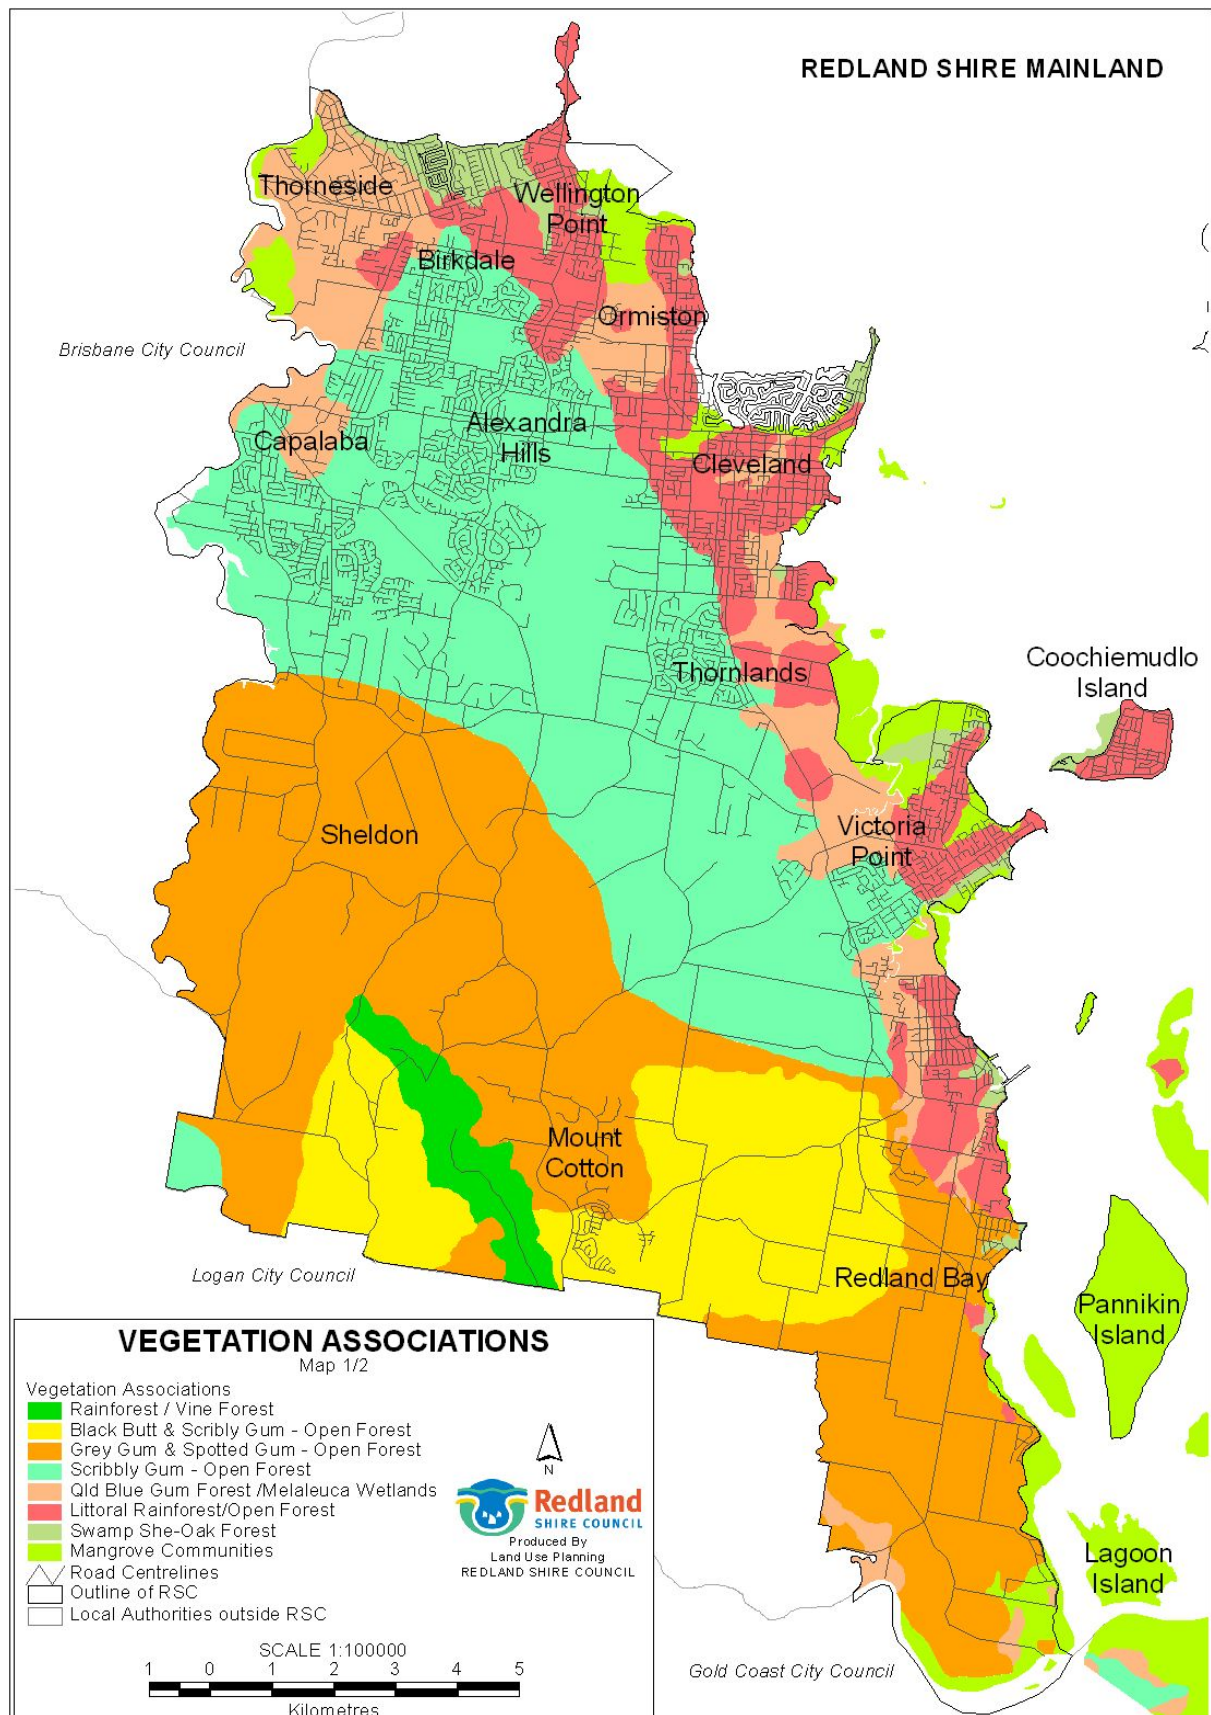 REDLAND SHIRE MAINLAND
Thorneside
Wellington
Point
Birkdale
Ormiston
Brisbane City Council
Alexandra
Hills
Capalaba
Cleveland
Thornlands
Coochiemudlo
Island
Sheldon
Victoria
Point
Mount
Cotton
Logan City Council
Redland Bay
Pannikin
Island
Lagoon
Island
Gold Coast City Council
VEGETATION ASSOCIATIONS
Map 1/2
Vegetation Associations
Rainforest / Vine Forest
Black Butt & Scribly Gum - Open Forest
Grey Gum & Spotted Gum - Open Forest
Scribbly Gum - Open Forest
Qld Blue Gum Forest /Melaleuca Wetlands
Littoral Rainforest/Open Forest
Swamp She-Oak Forest
Mangrove Communities
Road Centrelines
Outline of RSC
Local Authorities outside RSC
N
Redland
SHIRE COUNCIL
Produced By
Land Use Planning
REDLAND SHIRE COUNCIL
SCALE 1:100000
1 0 1 2 3 4 5
Kilometres